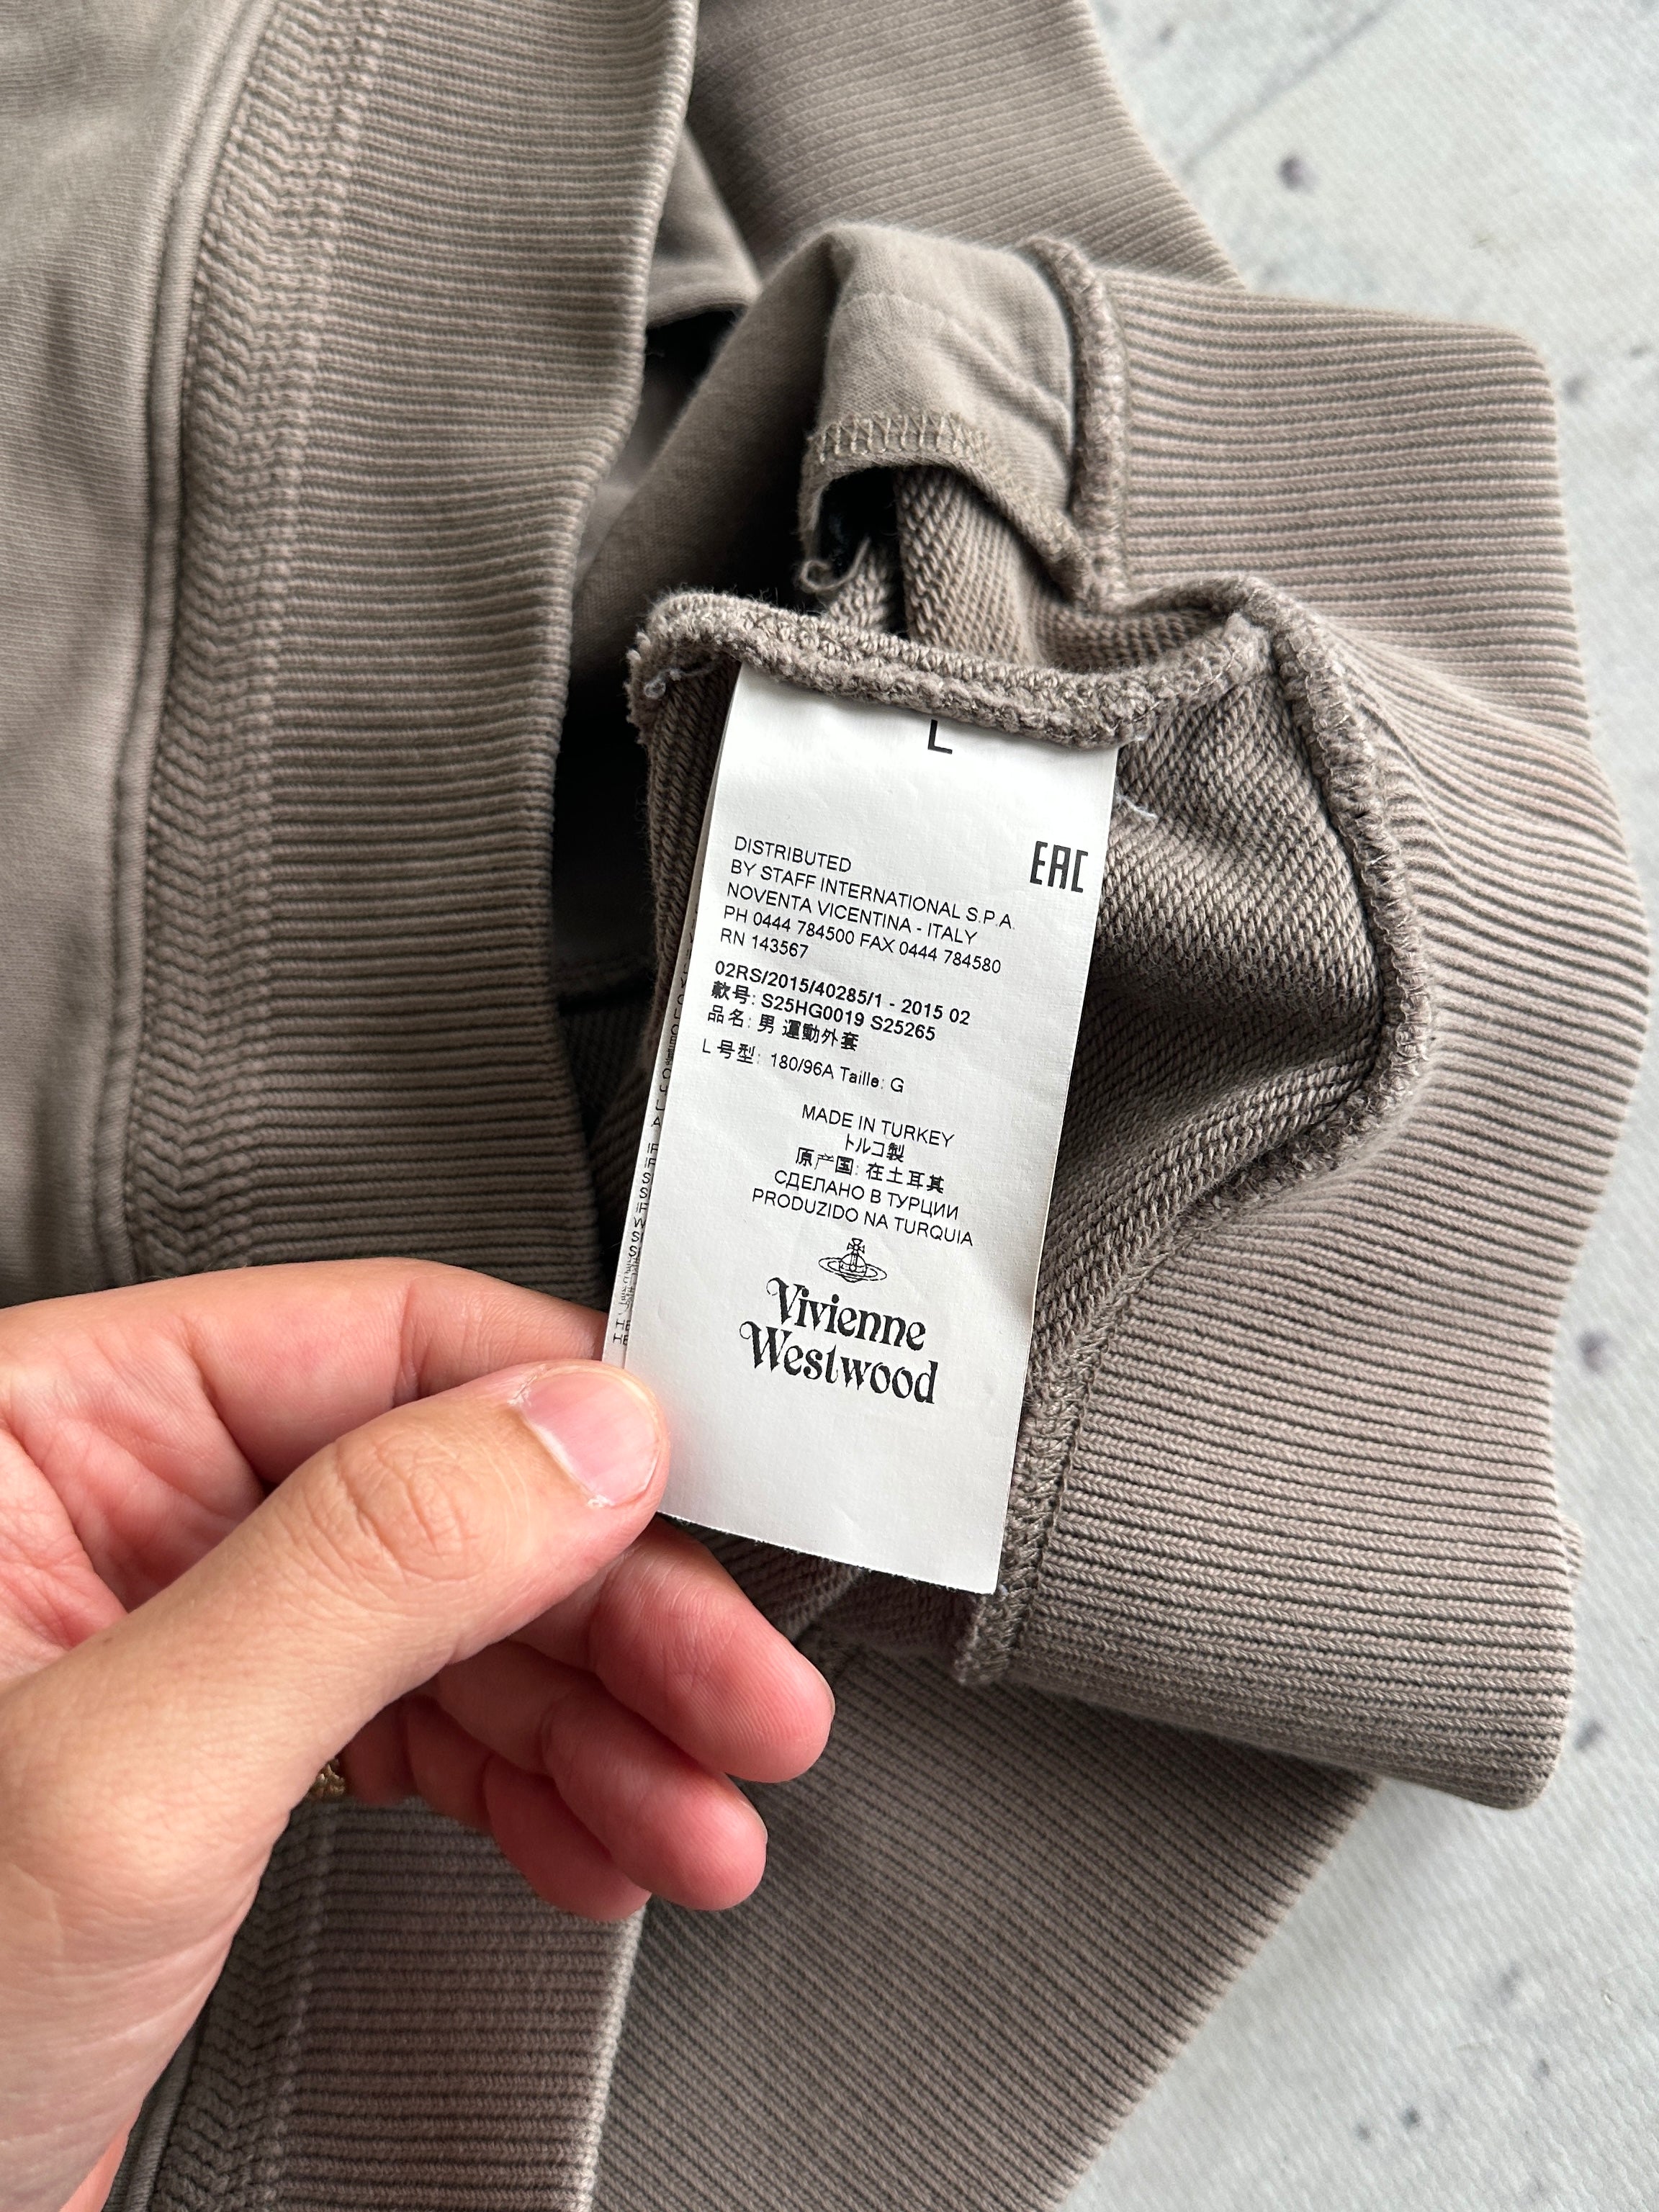 L
EAC
DISTRIBUTED
BY STAFF INTERNATIONAL S.P.A.
NOVENTA VICENTINA - ITALY
PH 0444 784500 FAX 0444 784580
RN 143567
02RS/2015/40285/1 - 2015 02
款号: S25HG0019 S25265
品名: 男 運動外套
L 号型: 180/96A Taille: G
MADE IN TURKEY
トルコ製
原产国: 在土耳其
СДЕЛАНО В ТУРЦИИ
PRODUZIDO NA TURQUIA
Vivienne
Westwood